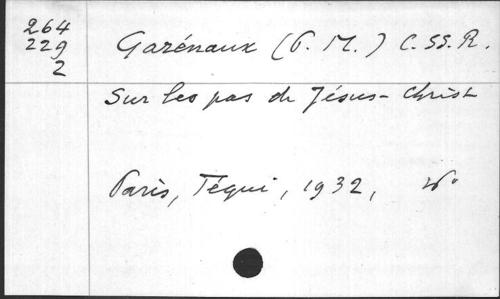 264
229
2
Garénaux (P. M.) C.SS.R.
Sur les pas de Jésus-Christ
Paris, Téqui, 1932,